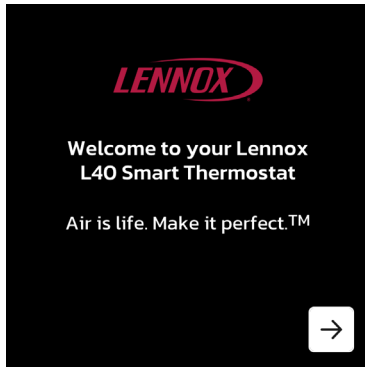 LENNOX
Welcome to your Lennox
L40 Smart Thermostat
Air is life. Make it perfect.™